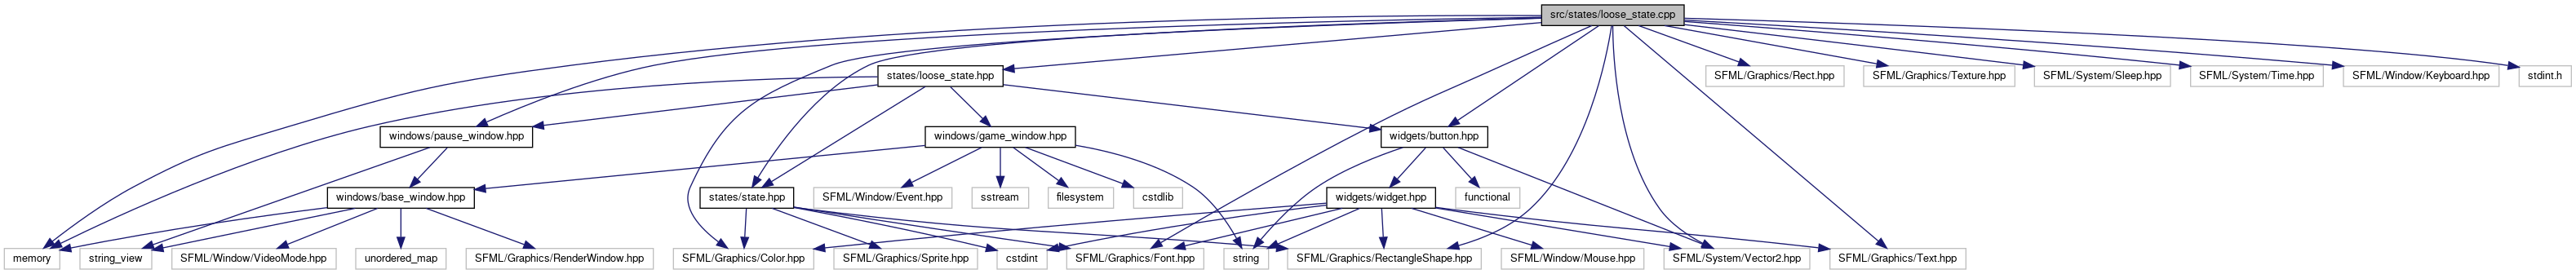 src/states/loose_state.cpp
states/loose_state.hpp
SFML/Graphics/Rect.hpp
SFML/Graphics/Texture.hpp
SFML/System/Sleep.hpp
SFML/System/Time.hpp
SFML/Window/Keyboard.hpp
stdint.h
windows/pause_window.hpp
windows/game_window.hpp
widgets/button.hpp
windows/base_window.hpp
states/state.hpp
SFML/Window/Event.hpp
sstream
filesystem
cstdlib
widgets/widget.hpp
functional
memory
string_view
SFML/Window/VideoMode.hpp
unordered_map
SFML/Graphics/RenderWindow.hpp
SFML/Graphics/Color.hpp
SFML/Graphics/Sprite.hpp
cstdint
SFML/Graphics/Font.hpp
string
SFML/Graphics/RectangleShape.hpp
SFML/Window/Mouse.hpp
SFML/System/Vector2.hpp
SFML/Graphics/Text.hpp